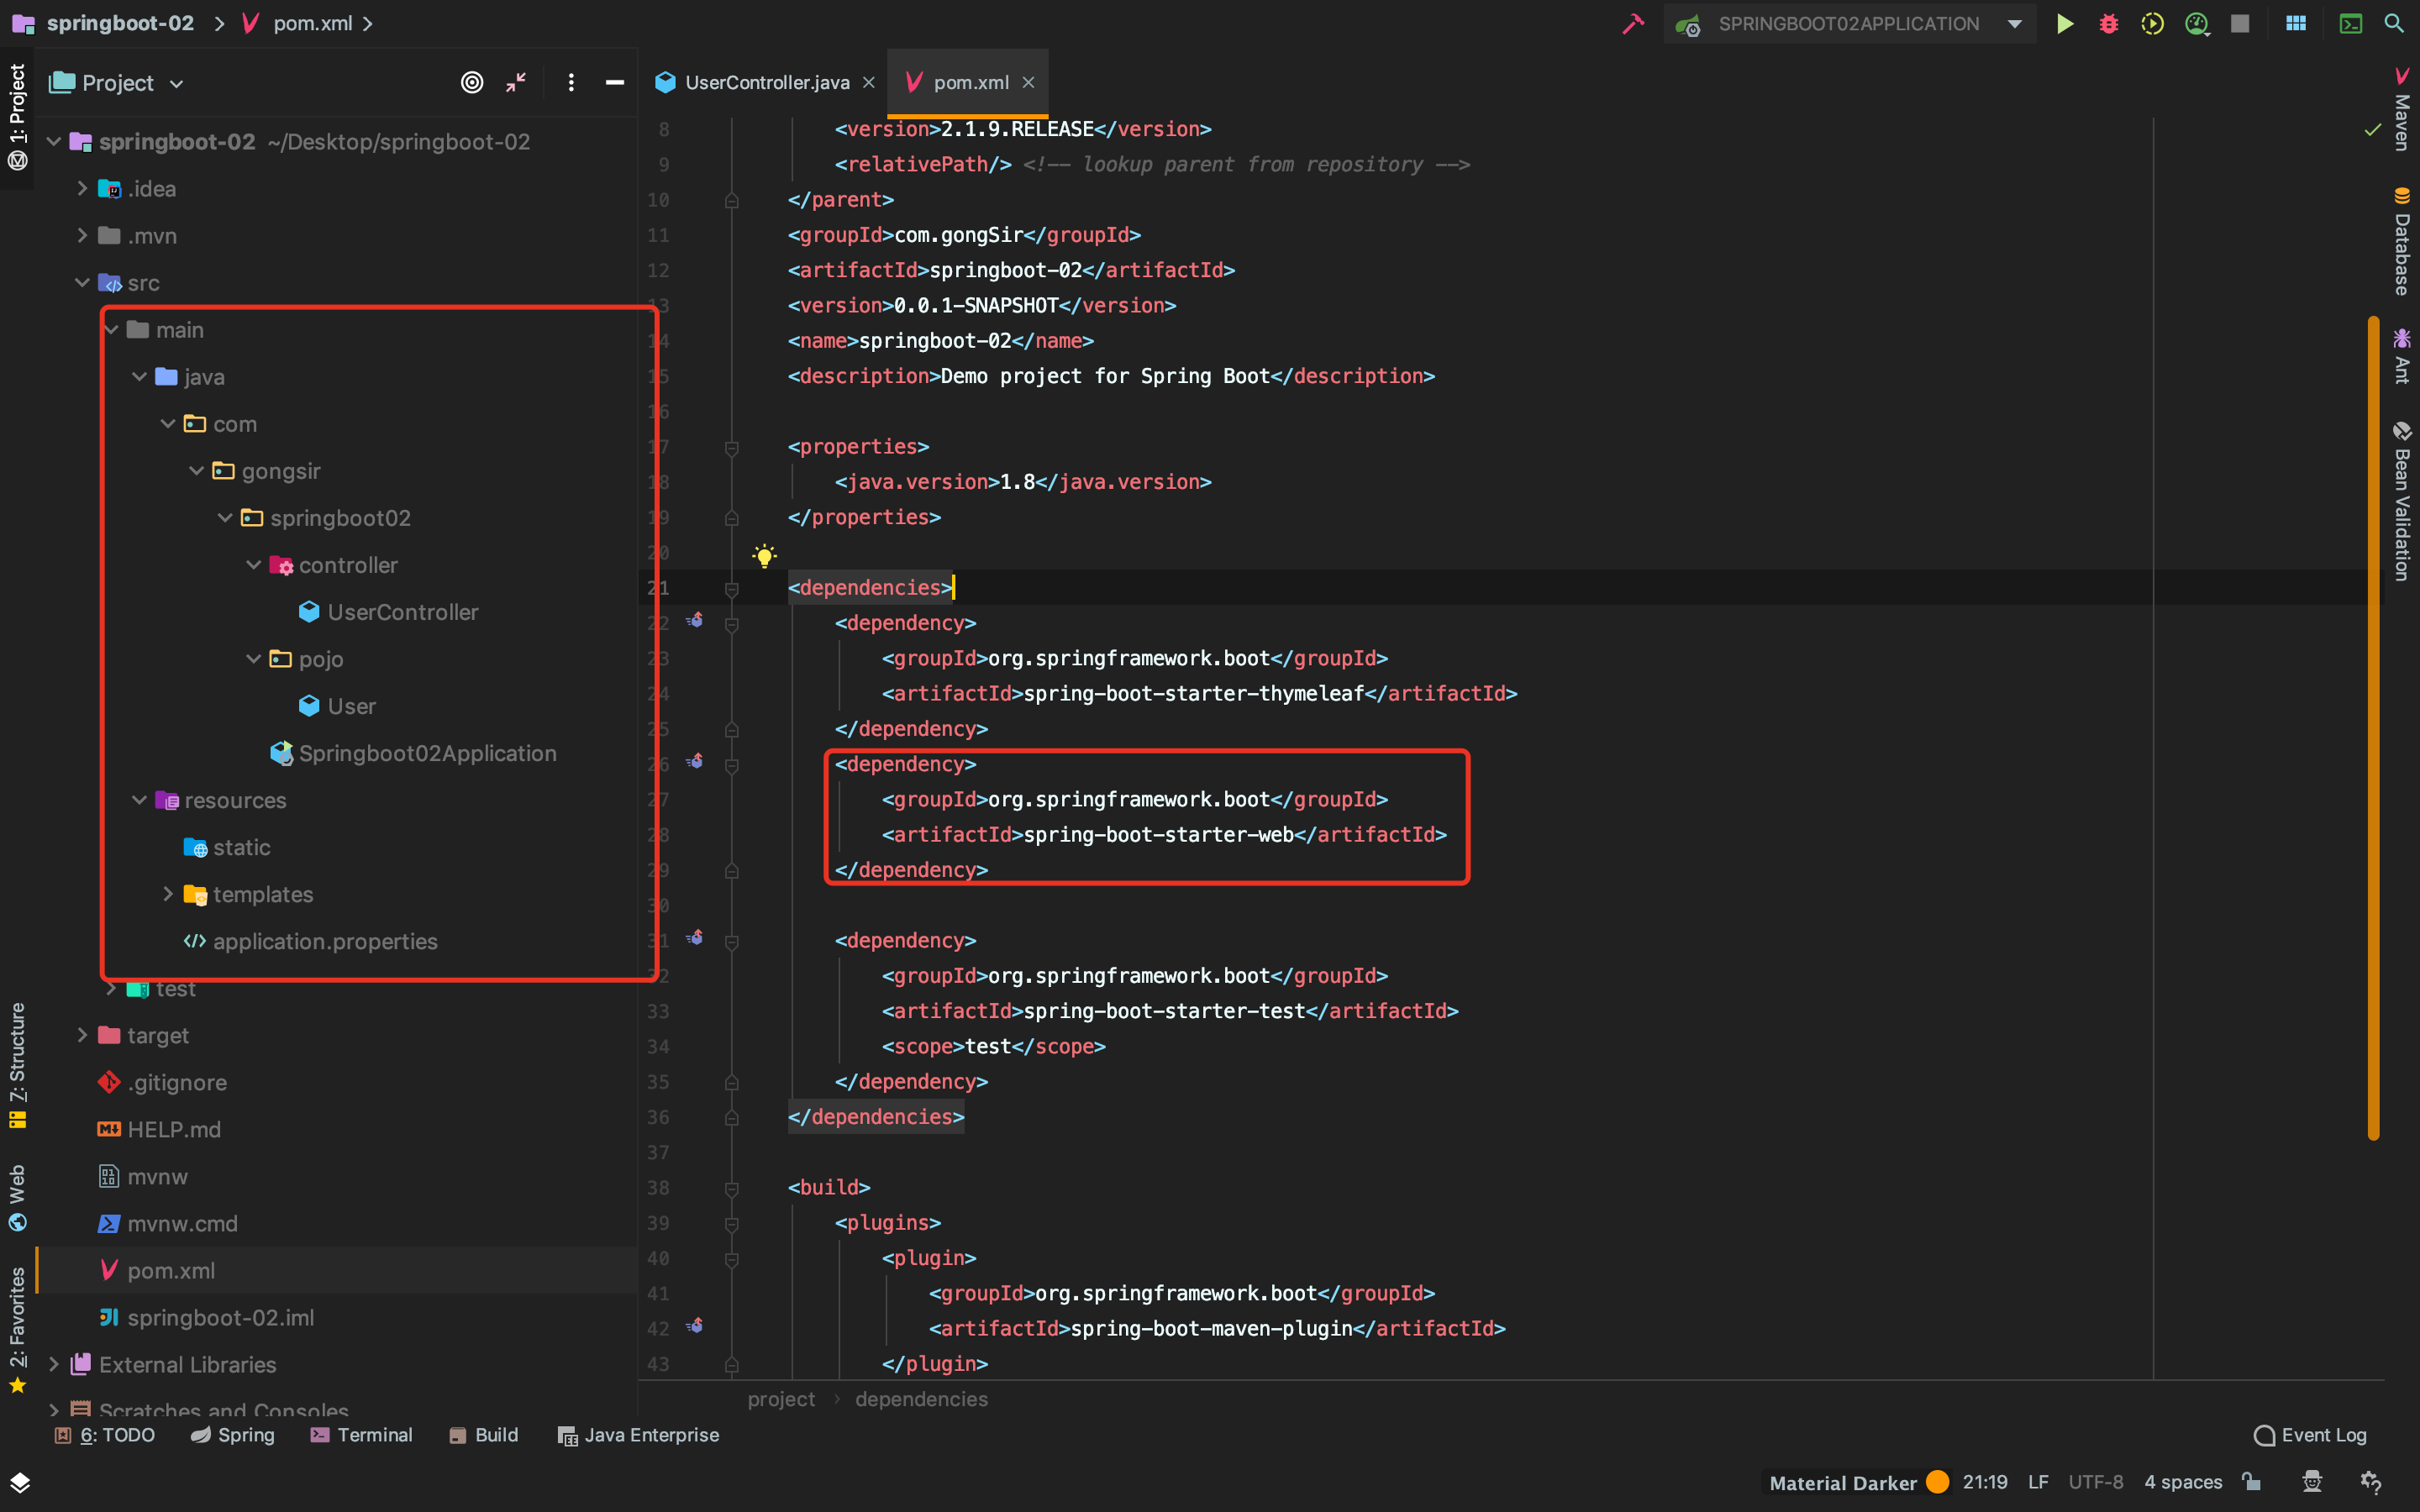 springboot-02
pom.xml
SPRINGBOOT02APPLICATION
1: Project
Project
UserController.java
pom.xml
springboot-02 ~/Desktop/springboot-02
.idea
.mvn
src
main
java
com
gongsir
springboot02
controller
UserController
pojo
User
Springboot02Application
resources
static
templates
application.properties
test
target
.gitignore
HELP.md
mvnw
mvnw.cmd
pom.xml
springboot-02.iml
External Libraries
Scratches and Consoles
7: Structure
Web
2: Favorites
8 <version>2.1.9.RELEASE</version>
9 <relativePath/> <!-- lookup parent from repository -->
10 </parent>
11 <groupId>com.gongSir</groupId>
12 <artifactId>springboot-02</artifactId>
13 <version>0.0.1-SNAPSHOT</version>
14 <name>springboot-02</name>
15 <description>Demo project for Spring Boot</description>
16
17 <properties>
18 <java.version>1.8</java.version>
19 </properties>
20
21 <dependencies>
22 <dependency>
23 <groupId>org.springframework.boot</groupId>
24 <artifactId>spring-boot-starter-thymeleaf</artifactId>
25 </dependency>
26 <dependency>
27 <groupId>org.springframework.boot</groupId>
28 <artifactId>spring-boot-starter-web</artifactId>
29 </dependency>
30
31 <dependency>
32 <groupId>org.springframework.boot</groupId>
33 <artifactId>spring-boot-starter-test</artifactId>
34 <scope>test</scope>
35 </dependency>
36 </dependencies>
37
38 <build>
39 <plugins>
40 <plugin>
41 <groupId>org.springframework.boot</groupId>
42 <artifactId>spring-boot-maven-plugin</artifactId>
43 </plugin>
project › dependencies
Maven
Database
Ant
Bean Validation
6: TODO
Spring
Terminal
Build
Java Enterprise
Event Log
Material Darker
21:19
LF
UTF-8
4 spaces